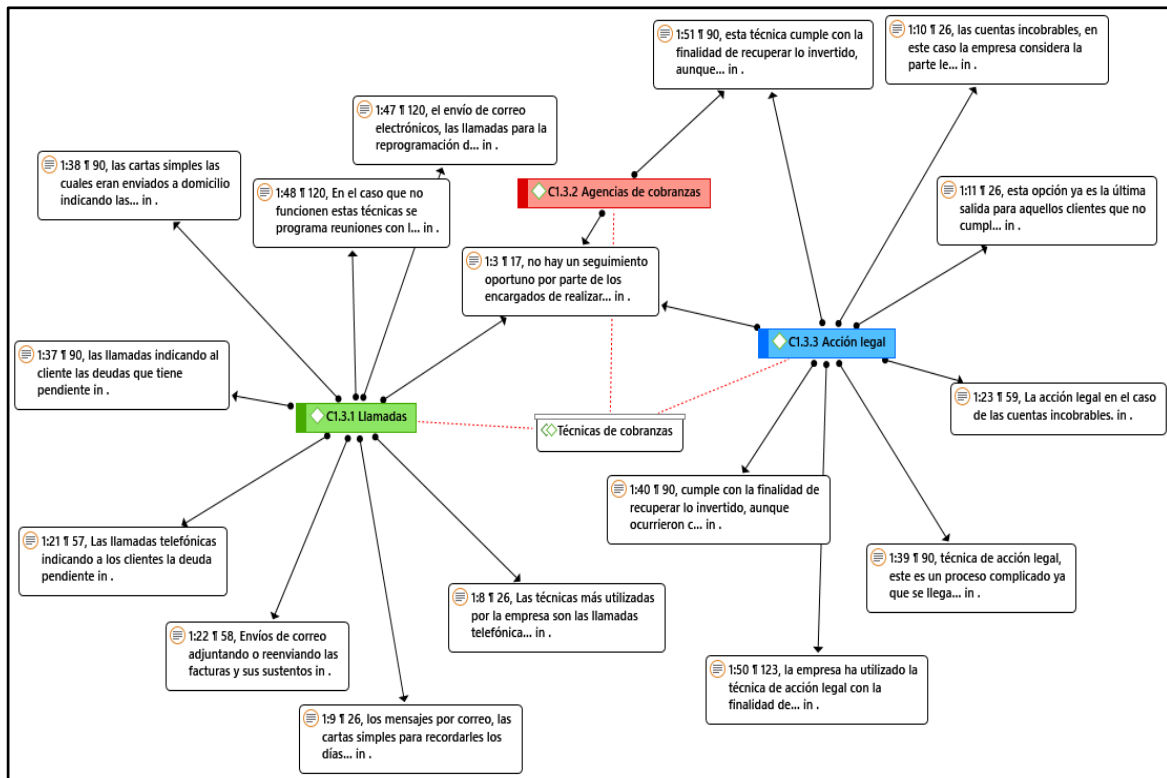 1:51 ¶ 90, esta técnica cumple con la
finalidad de recuperar lo invertido,
aunque... in .
1:10 ¶ 26, las cuentas incobrables, en
este caso la empresa considera la
parte le... in .
1:47 ¶ 120, el envío de correo
electrónicos, las llamadas para la
reprogramación d... in .
1:38 ¶ 90, las cartas simples las
cuales eran enviados a domicilio
indicando las... in .
1:48 ¶ 120, En el caso que no
funcionen estas técnicas se
programa reuniones con l... in .
C1.3.2 Agencias de cobranzas
1:11 ¶ 26, esta opción ya es la última
salida para aquellos clientes que no
cumpl... in .
1:3 ¶ 17, no hay un seguimiento
oportuno por parte de los
encargados de realizar... in .
C1.3.3 Acción legal
1:37 ¶ 90, las llamadas indicando al
cliente las deudas que tiene
pendiente in .
1:23 ¶ 59, La acción legal en el caso
de las cuentas incobrables. in .
C1.3.1 Llamadas
Técnicas de cobranzas
1:40 ¶ 90, cumple con la finalidad de
recuperar lo invertido, aunque
ocurrieron c... in .
1:21 ¶ 57, Las llamadas telefónicas
indicando a los clientes la deuda
pendiente in .
1:39 ¶ 90, técnica de acción legal,
este es un proceso complicado ya
que se llega... in .
1:8 ¶ 26, Las técnicas más utilizadas
por la empresa son las llamadas
telefónica... in .
1:22 ¶ 58, Envíos de correo
adjuntando o reenviando las
facturas y sus sustentos in .
1:50 ¶ 123, la empresa ha utilizado la
técnica de acción legal con la
finalidad de... in .
1:9 ¶ 26, los mensajes por correo, las
cartas simples para recordarles los
días... in .